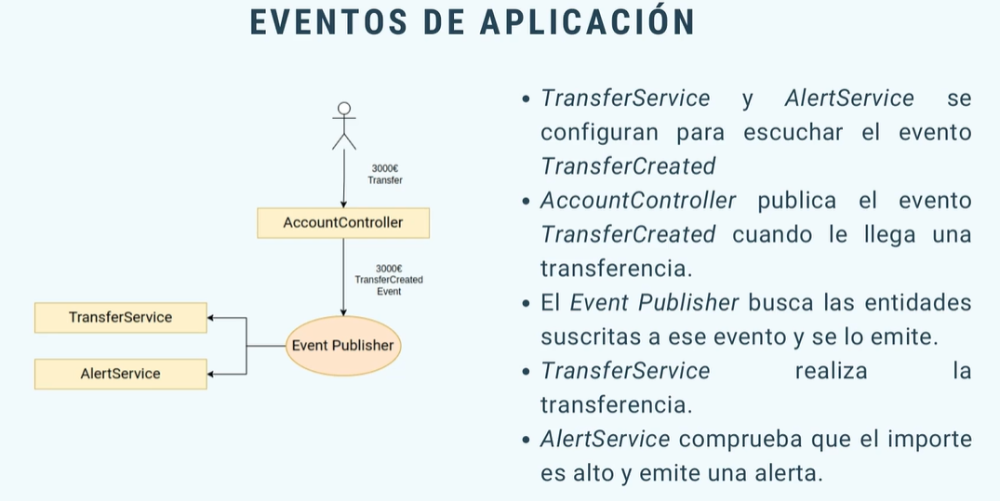 EVENTOS DE APLICACIÓN
3000€
Transfer
AccountController
3000€
TransferCreated
Event
TransferService
Event Publisher
AlertService
• TransferService y AlertService se
configuran para escuchar el evento
TransferCreated
• AccountController publica el evento
TransferCreated cuando le llega una
transferencia.
• El Event Publisher busca las entidades
suscritas a ese evento y se lo emite.
• TransferService realiza la
transferencia.
• AlertService comprueba que el importe
es alto y emite una alerta.